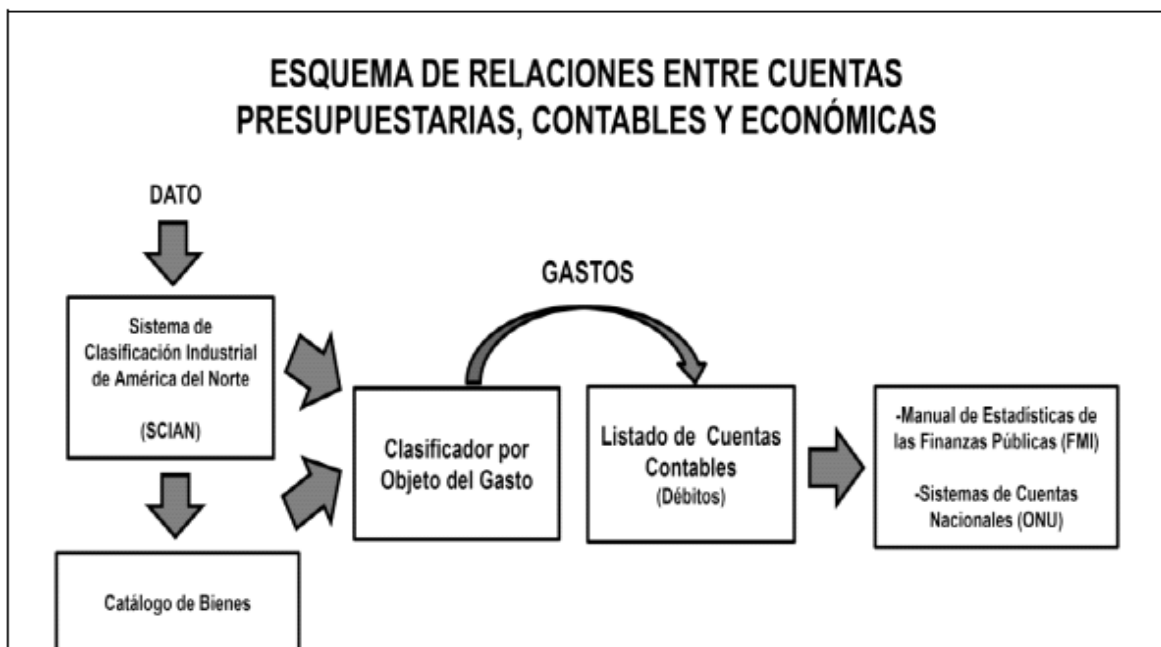 ESQUEMA DE RELACIONES ENTRE CUENTAS
PRESUPUESTARIAS, CONTABLES Y ECONÓMICAS
DATO
Sistema de
Clasificación Industrial
de América del Norte
(SCIAN)
Catálogo de Bienes
GASTOS
Clasificador por
Objeto del Gasto
Listado de Cuentas
Contables
(Débitos)
-Manual de Estadísticas de
las Finanzas Públicas (FMI)
-Sistemas de Cuentas
Nacionales (ONU)